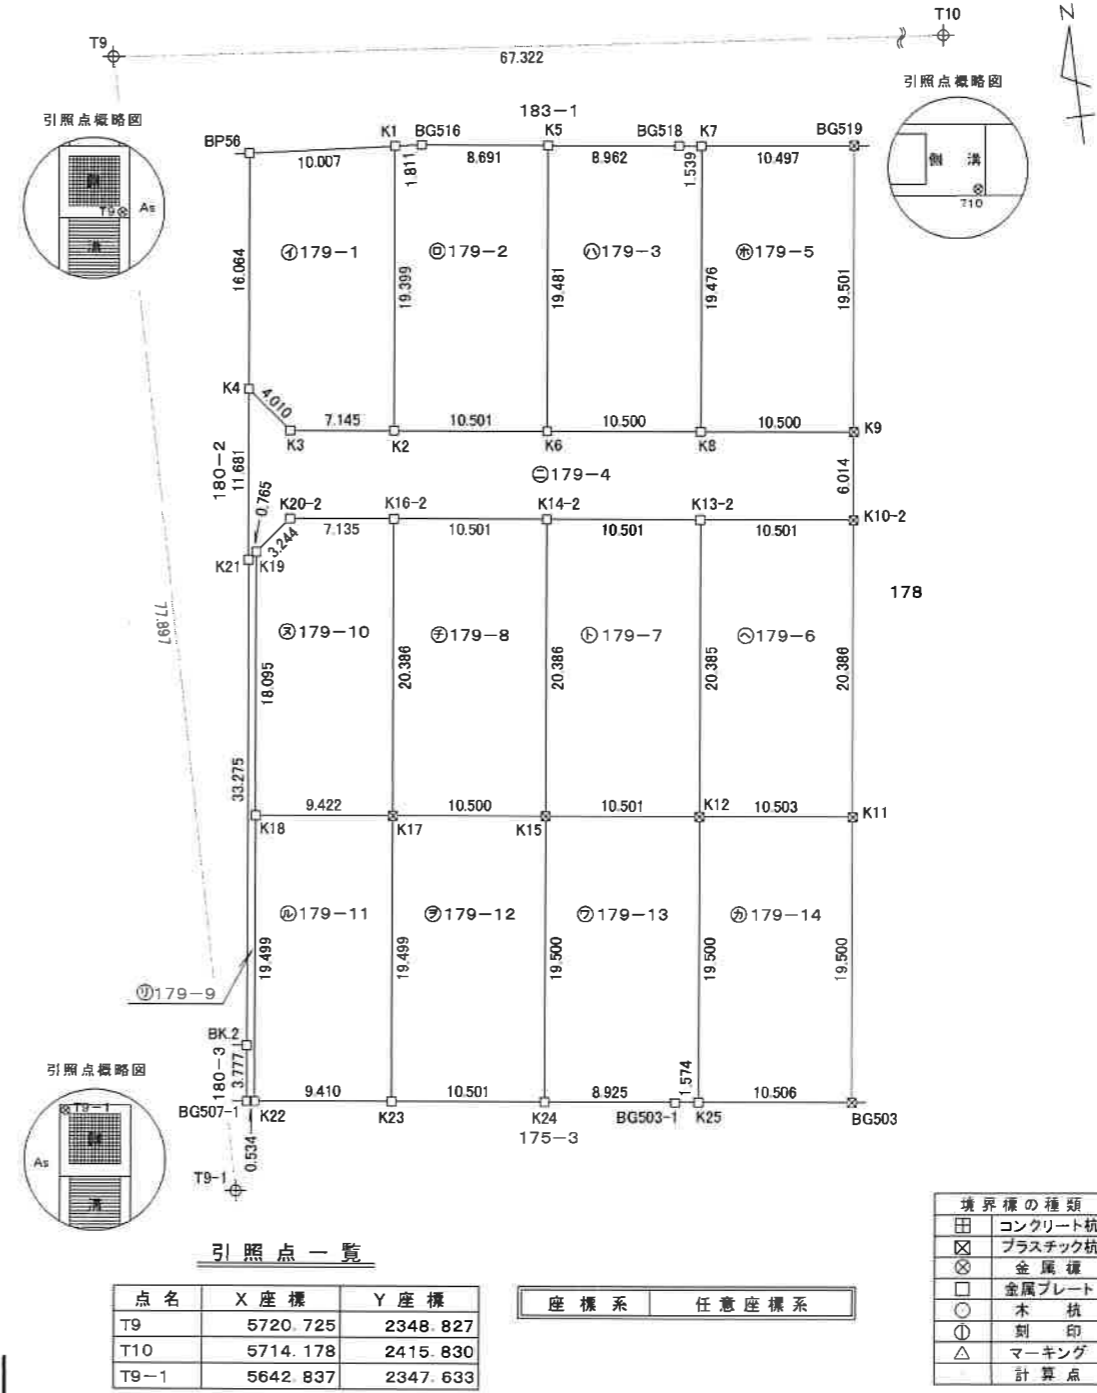 T10
N
T9
67.322
引照点概略図
引照点概略図
183-1
K1
BG516
K5
BG518
K7
BG519
BP56
10.007
1.811
8.691
8.962
1.539
10.497
側 溝
T10
T9
As
溝
16.064
㋑179-1
㋺179-2
㋩179-3
㋭179-5
19.399
19.481
19.476
19.501
K4
4.010
7.145
10.501
10.500
10.500
K9
K3
K2
K6
K8
180-2
11.681
㋥179-4
6.014
0.765
K20-2
K16-2
K14-2
K13-2
K10-2
3.244
7.135
10.501
10.501
10.501
K21
K19
178
77.897
㋦179-10
㋠179-8
㋣179-7
㋬179-6
18.095
20.386
20.386
20.385
20.386
33.275
9.422
10.500
10.501
K12
10.503
K11
K18
K17
K15
㋸179-11
㋾179-12
㋻179-13
㋕179-14
19.499
19.499
19.500
19.500
19.500
㋷179-9
BK.2
引照点概略図
180-3
3.777
1.574
9.410
10.501
8.925
10.506
T9-1
BG507-1
K22
K23
K24
BG503-1
K25
BG503
175-3
As
溝
0.534
T9-1
引照点一覧
点名 X座標 Y座標
T9 5720.725 2348.827
T10 5714.178 2415.830
T9-1 5642.837 2347.633
座標系 任意座標系
境界標の種類
コンクリート杭
プラスチック杭
金属標
金属プレート
木杭
刻印
マーキング
計算点